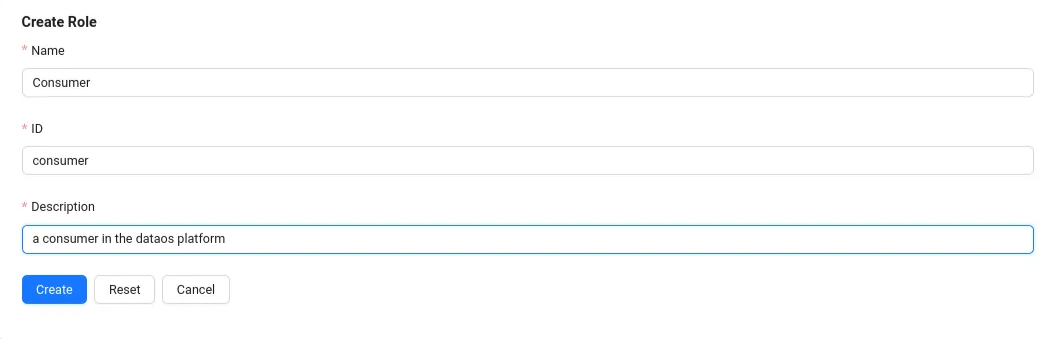 Create Role
* Name
Consumer
* ID
consumer
* Description
a consumer in the dataos platform
Create Reset Cancel